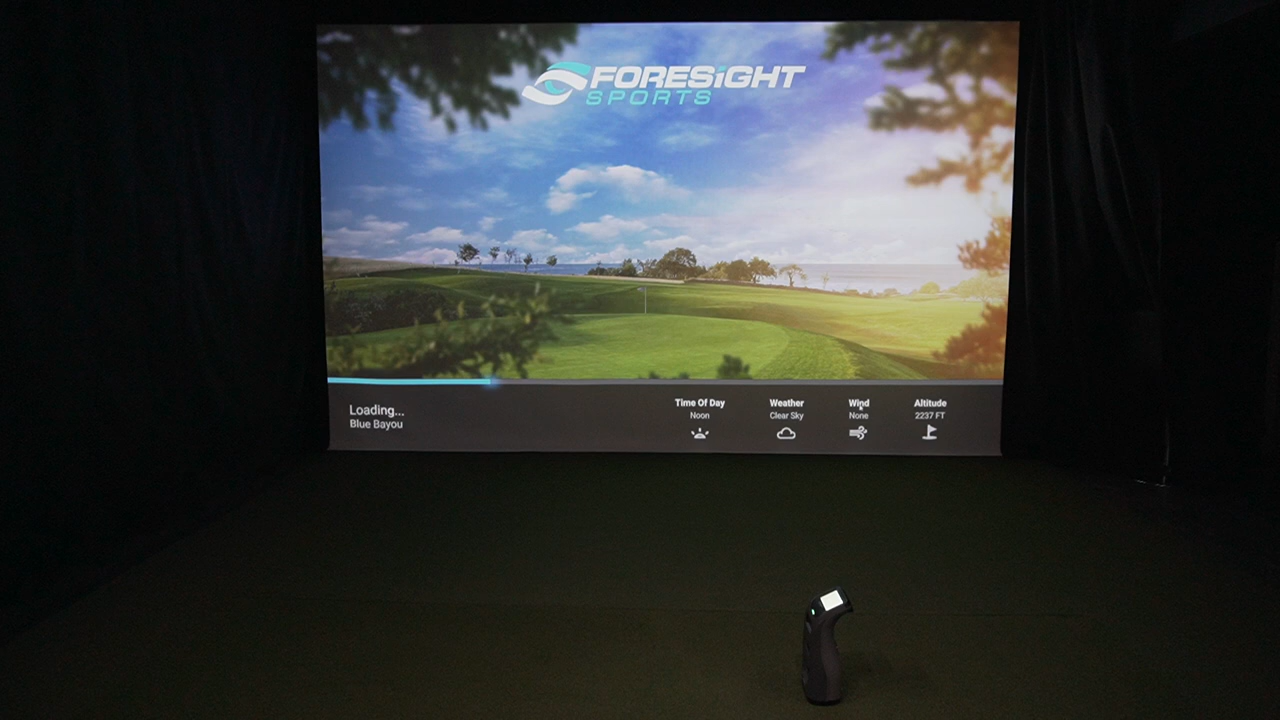 FORESIGHT
SPORTS
Loading...
Blue Bayou
Time Of Day
Noon
Weather
Clear Sky
Wind
None
Altitude
2237 FT